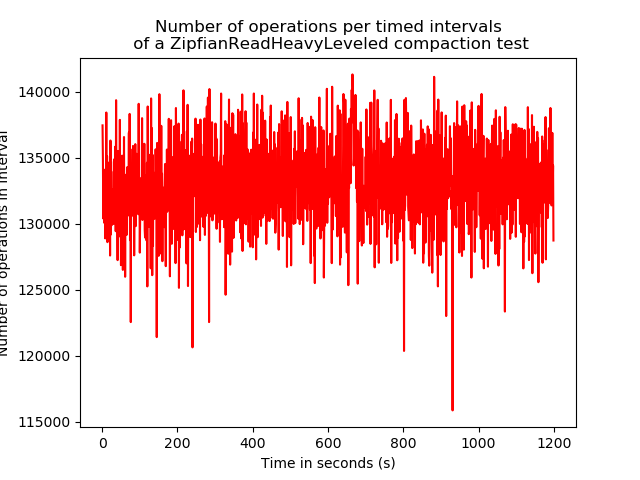 Number of operations per timed intervals
of a ZipfianReadHeavyLeveled compaction test
140000
135000
130000
125000
120000
115000
Number of operations in interval
0 200 400 600 800 1000 1200
Time in seconds (s)